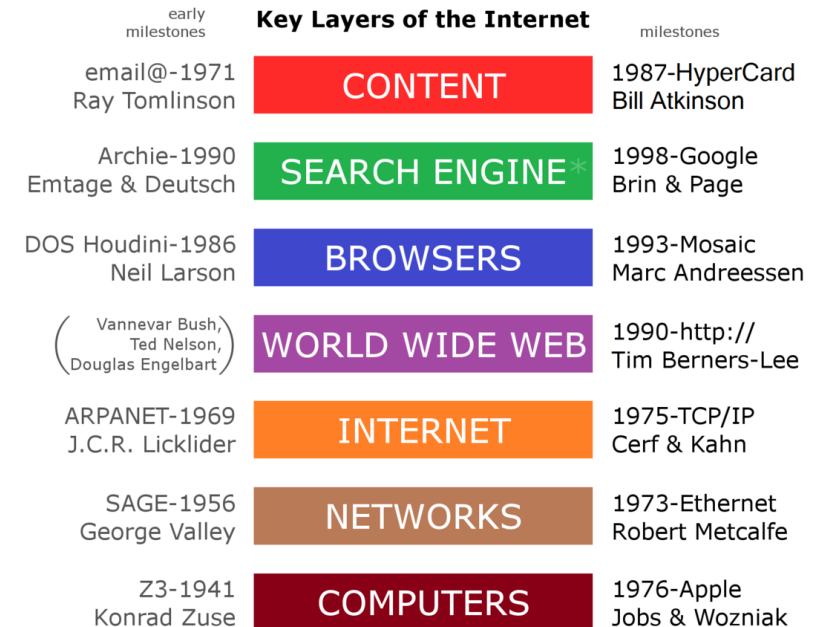 early
milestones
Key Layers of the Internet
milestones
email@-1971
Ray Tomlinson
CONTENT
1987-HyperCard
Bill Atkinson
Archie-1990
Emtage & Deutsch
SEARCH ENGINE*
1998-Google
Brin & Page
DOS Houdini-1986
Neil Larson
BROWSERS
1993-Mosaic
Marc Andreessen
(Vannevar Bush,
Ted Nelson,
Douglas Engelbart)
WORLD WIDE WEB
1990-http://
Tim Berners-Lee
ARPANET-1969
J.C.R. Licklider
INTERNET
1975-TCP/IP
Cerf & Kahn
SAGE-1956
George Valley
NETWORKS
1973-Ethernet
Robert Metcalfe
Z3-1941
Konrad Zuse
COMPUTERS
1976-Apple
Jobs & Wozniak